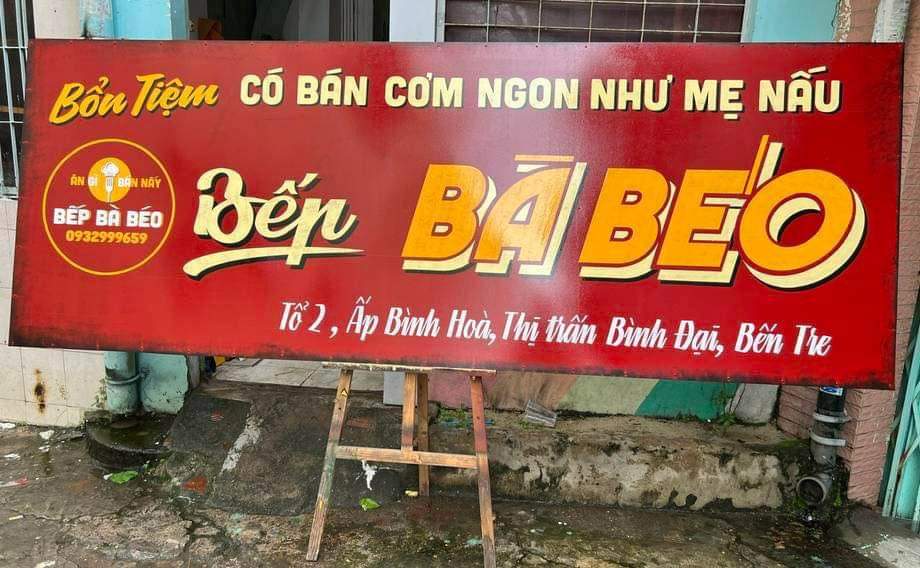 Bổn Tiệm CÓ BÁN CƠM NGON NHƯ MẸ NẤU
ĂN GÌ BÁN NẤY
BẾP BÀ BÉO
0932999659
Bếp BÀ BÉO
Tổ 2, Ấp Bình Hoà, Thị trấn Bình Đại, Bến Tre